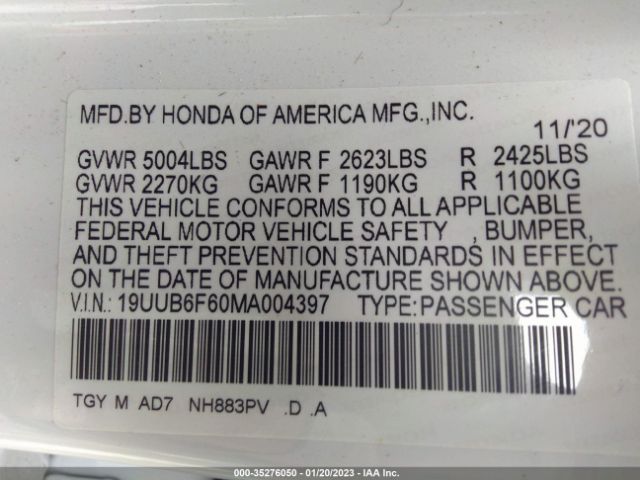 MFD.BY HONDA OF AMERICA MFG.,INC.
11/'20
GVWR 5004LBS GAWR F 2623LBS R 2425LBS
GVWR 2270KG GAWR F 1190KG R 1100KG
THIS VEHICLE CONFORMS TO ALL APPLICABLE
FEDERAL MOTOR VEHICLE SAFETY , BUMPER,
AND THEFT PREVENTION STANDARDS IN EFFECT
ON THE DATE OF MANUFACTURE SHOWN ABOVE.
V.I.N.: 19UUB6F60MA004397 TYPE:PASSENGER CAR
TGY M AD7 NH883PV .D .A
000-35276050 - 01/20/2023 - IAA Inc.